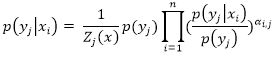 p(y_j|x_i) = \frac{1}{Z_j(x)} p(y_j) \prod_{i=1}^{n} (\frac{p(y_j|x_i)}{p(y_j)})^{\alpha_{i,j}}